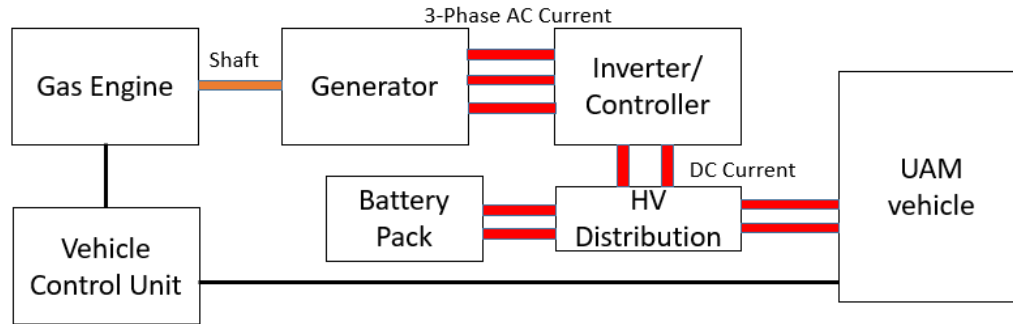 3-Phase AC Current
Gas Engine
Shaft
Generator
Inverter/
Controller
DC Current
UAM
vehicle
Battery
Pack
HV
Distribution
Vehicle
Control Unit